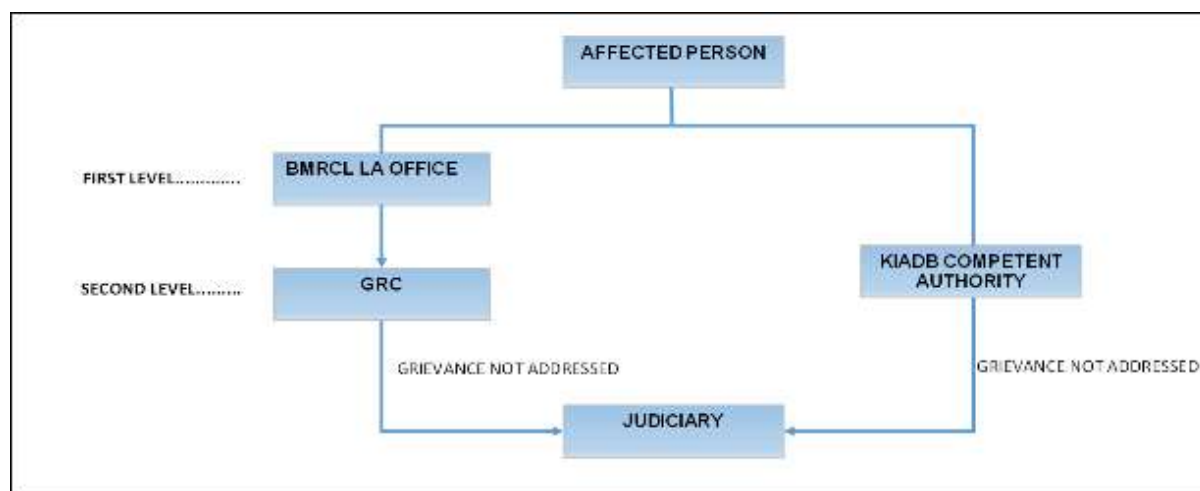 AFFECTED PERSON
BMRCL LA OFFICE
FIRST LEVEL.............
KIADB COMPETENT
AUTHORITY
GRC
SECOND LEVEL.........
GRIEVANCE NOT ADDRESSED
GRIEVANCE NOT ADDRESSED
JUDICIARY